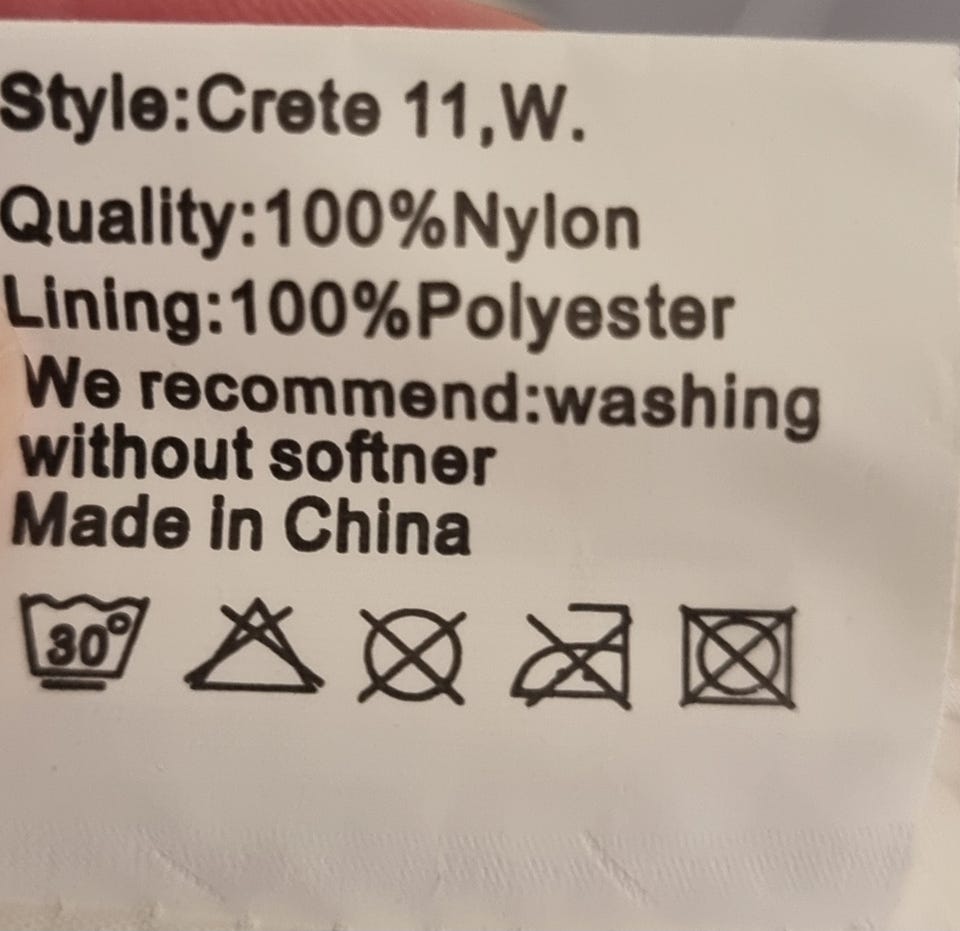 Style:Crete 11,W.
Quality:100%Nylon
Lining:100%Polyester
We recommend:washing
without softner
Made in China
30°